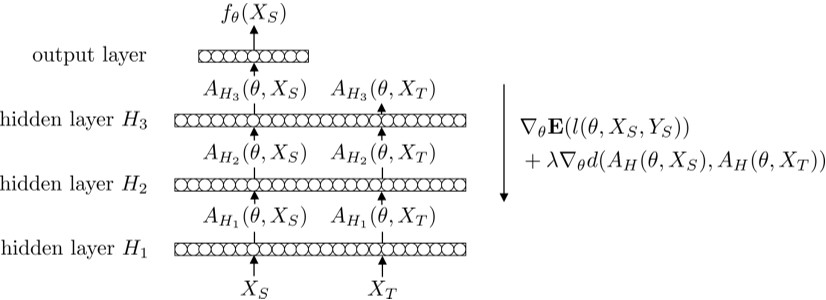 f_θ(X_S)
output layer
A_{H_3}(θ, X_S) A_{H_3}(θ, X_T)
hidden layer H_3
∇_θ E(l(θ, X_S, Y_S))
+ λ∇_θ d(A_H(θ, X_S), A_H(θ, X_T))
A_{H_2}(θ, X_S) A_{H_2}(θ, X_T)
hidden layer H_2
A_{H_1}(θ, X_S) A_{H_1}(θ, X_T)
hidden layer H_1
X_S X_T